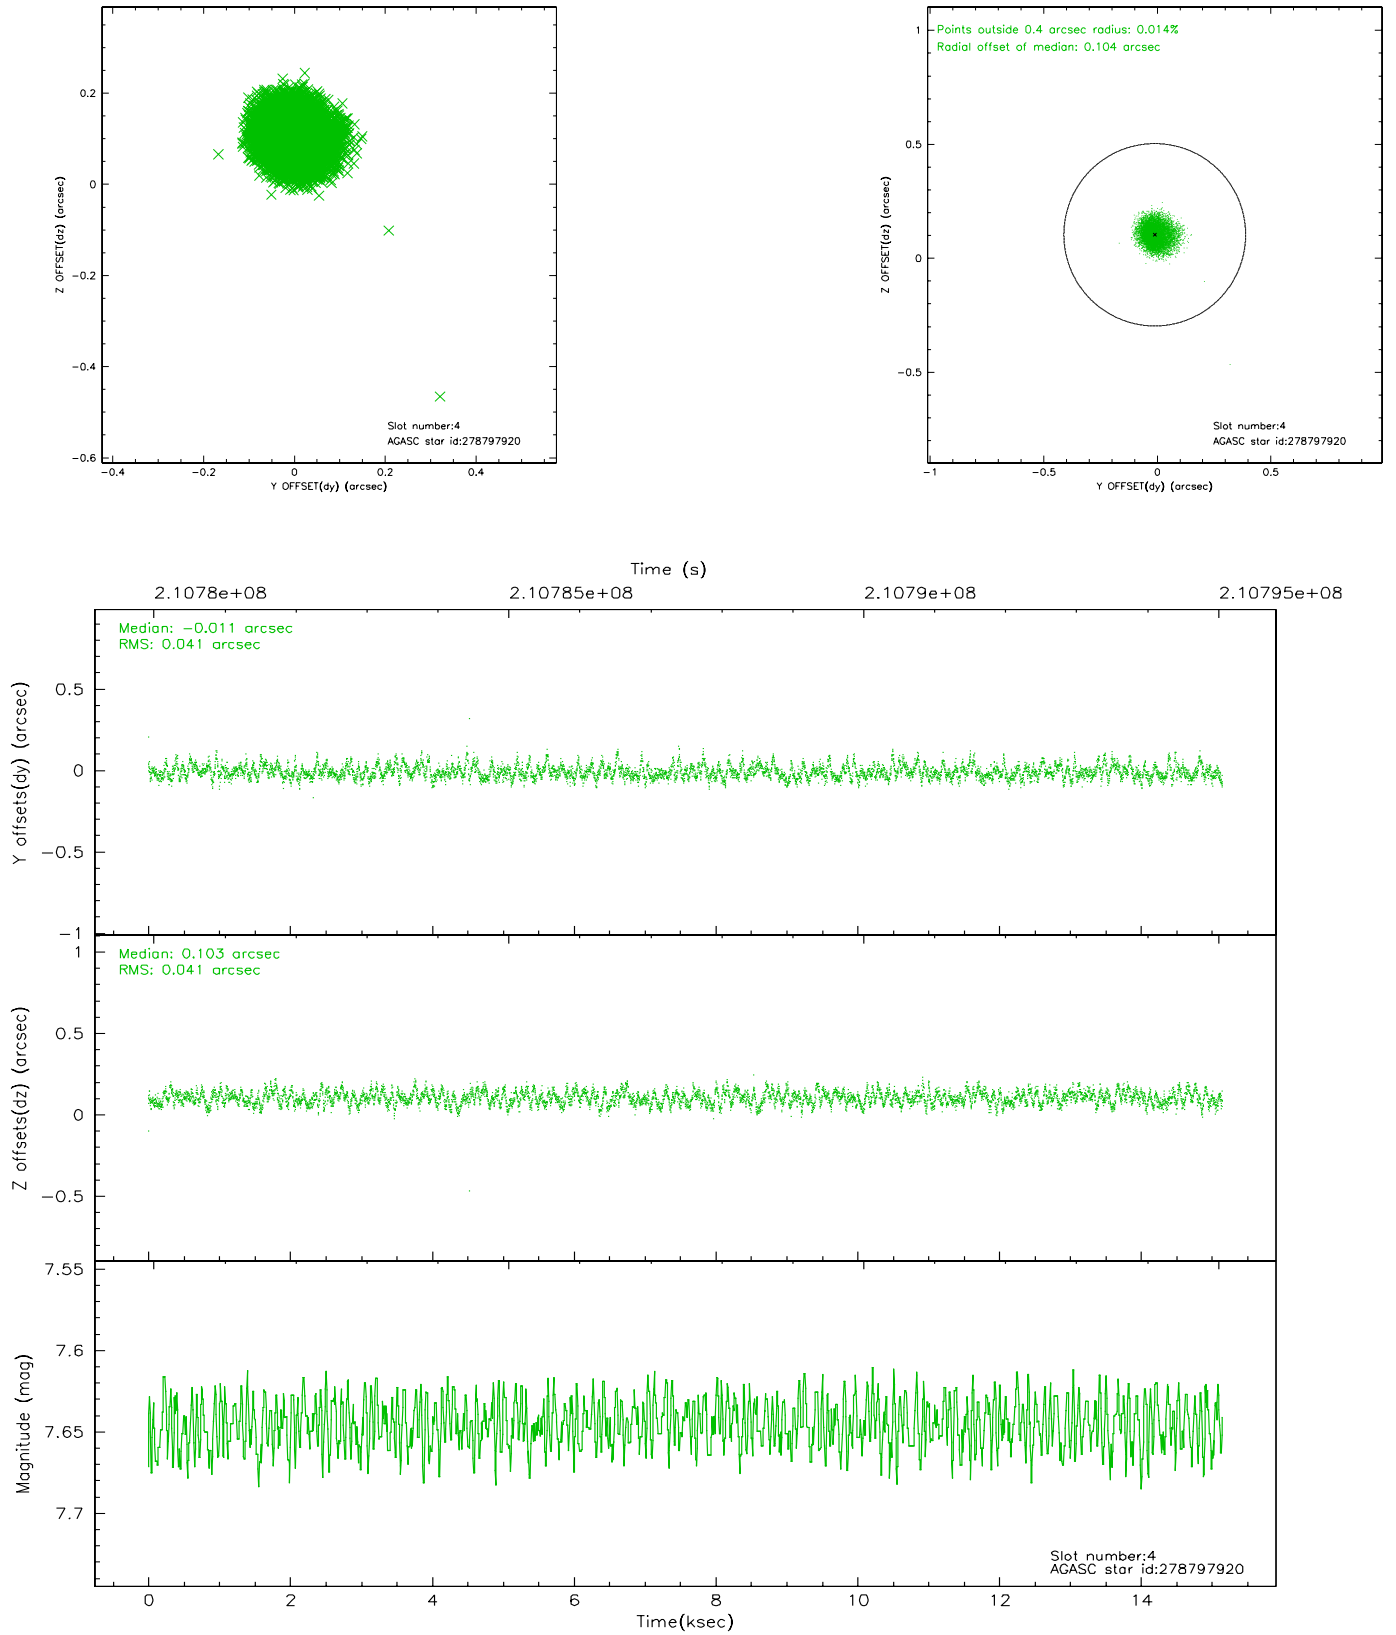 0.2
0
−0.2
−0.4
−0.6
Z OFFSET(dz) (arcsec)
Slot number:4
AGASC star id:278797920
−0.4
−0.2
0
0.2
0.4
Y OFFSET(dy) (arcsec)
Points outside 0.4 arcsec radius: 0.014%
Radial offset of median: 0.104 arcsec
1
0.5
0
−0.5
Z OFFSET(dz) (arcsec)
Slot number:4
AGASC star id:278797920
−1
−0.5
0
0.5
Y OFFSET(dy) (arcsec)
Time (s)
2.1078e+08
2.10785e+08
2.1079e+08
2.10795e+08
Median: −0.011 arcsec
RMS: 0.041 arcsec
0.5
0
−0.5
−1
Y offsets(dy) (arcsec)
Median: 0.103 arcsec
RMS: 0.041 arcsec
1
0.5
0
−0.5
Z offsets(dz) (arcsec)
7.55
7.6
7.65
7.7
Magnitude (mag)
Slot number:4
AGASC star id:278797920
0
2
4
6
8
10
12
14
Time(ksec)